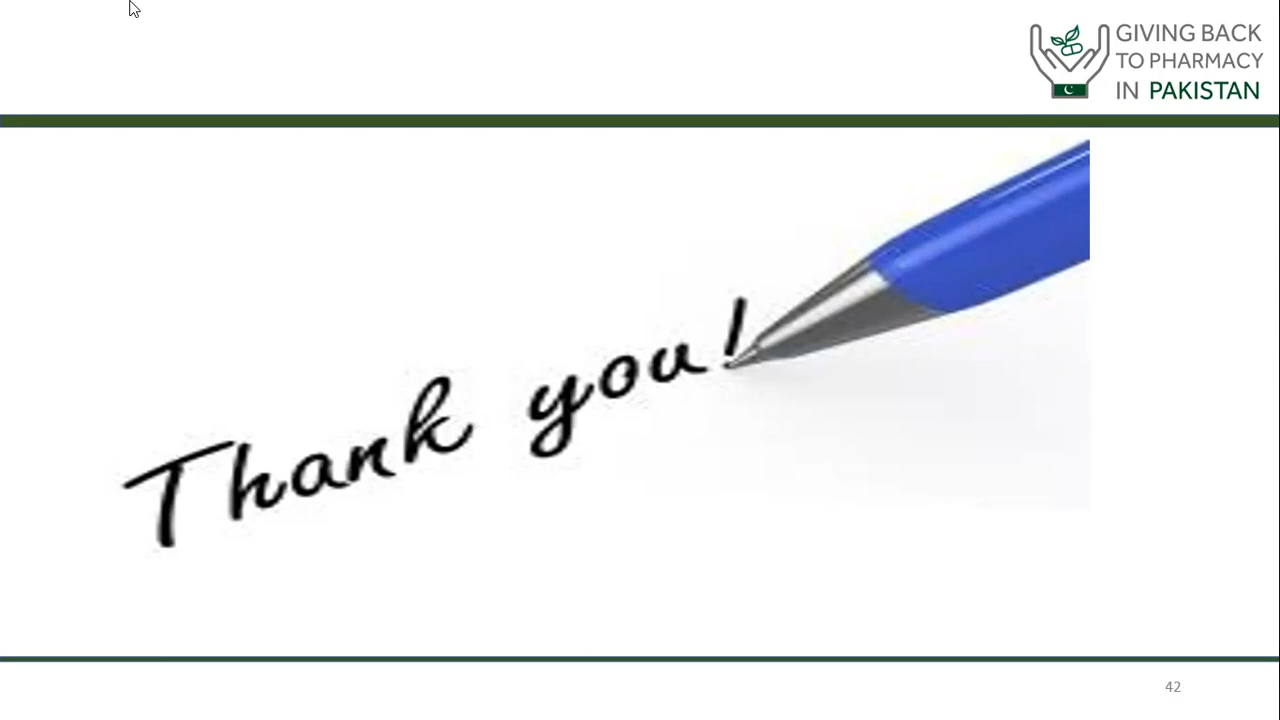 GIVING BACK
TO PHARMACY
IN PAKISTAN
Thank you!
42